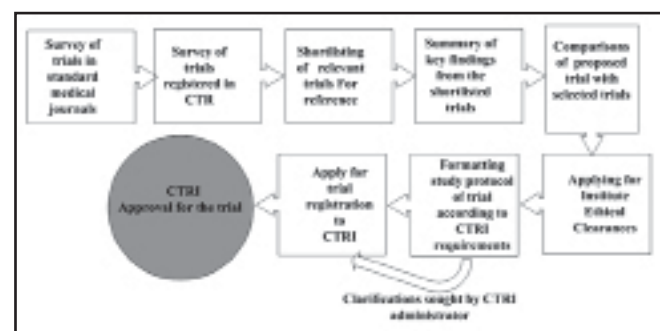 Survey of
trials in
standard
medical
journals
Survey of
trials
registered in
CTR
Shortlisting
of relevant
trials For
reference
Summary of
key findings
from the
shortlisted
trials
Comparisons
of proposed
trial with
selected trials
Applying for
Institute
Ethical
Clearances
Formatting
study protocol
of trial
according to
CTRI
requirements
Apply for
trial
registration
to
CTRI
CTRI
Approval for the trial
Clarifications sought by CTRI
administrator